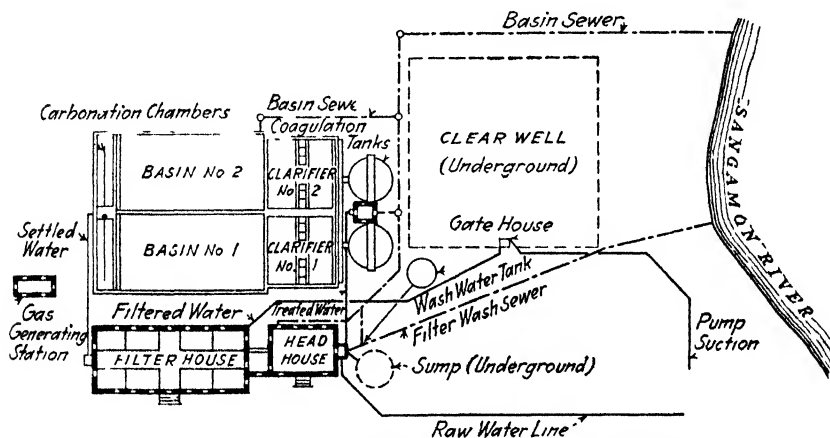 Basin Sewer
Carbonation Chambers
Basin Sewe
Coagulation
Tanks
CLEAR WELL
(Underground)
BASIN No 2
CLARIFIER
No. 2
SANGAMON RIVER
Gate House
Settled
Water
BASIN No 1
CLARIFIER
No. 1
Wash Water Tank
Filter Wash Sewer
Gas
Generating
Station
Filtered Water
Treated Water
Pump
Suction
FILTER HOUSE
HEAD
HOUSE
Sump (Underground)
Raw Water Line